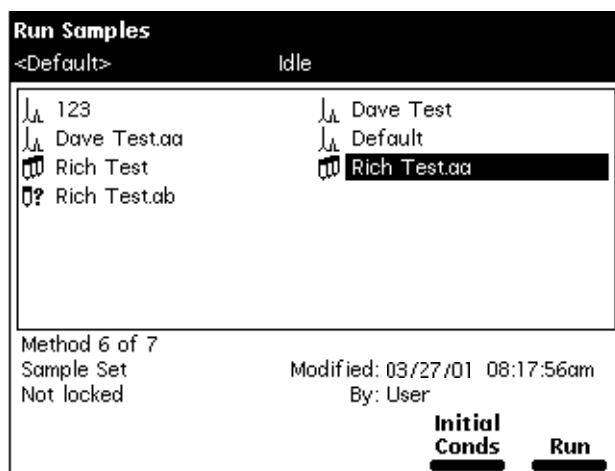 Run Samples
<Default> Idle
123 Dave Test
Dave Test.aa Default
Rich Test Rich Test.aa
? Rich Test.ab
Method 6 of 7
Sample Set Modified: 03/27/01 08:17:56am
Not locked By: User
Initial
Conds Run